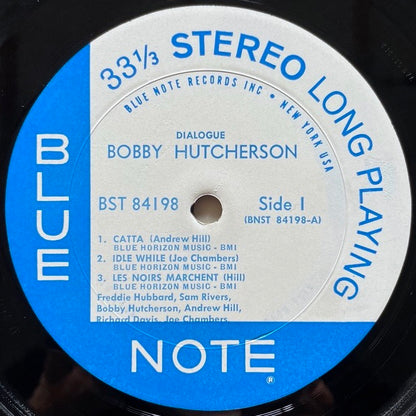 33⅓ STEREO LONG PLAYING
BLUE NOTE RECORDS INC • NEW YORK USA
DIALOGUE
BOBBY HUTCHERSON
BST 84198
Side 1
(BNST 84198-A)
1. CATTA (Andrew Hill)
BLUE HORIZON MUSIC - BMI
2. IDLE WHILE (Joe Chambers)
BLUE HORIZON MUSIC - BMI
3. LES NOIRS MARCHENT (Hill)
BLUE HORIZON MUSIC - BMI
Freddie Hubbard, Sam Rivers,
Bobby Hutcherson, Andrew Hill,
Richard Davis, Joe Chambers.
BLUE
NOTE
®